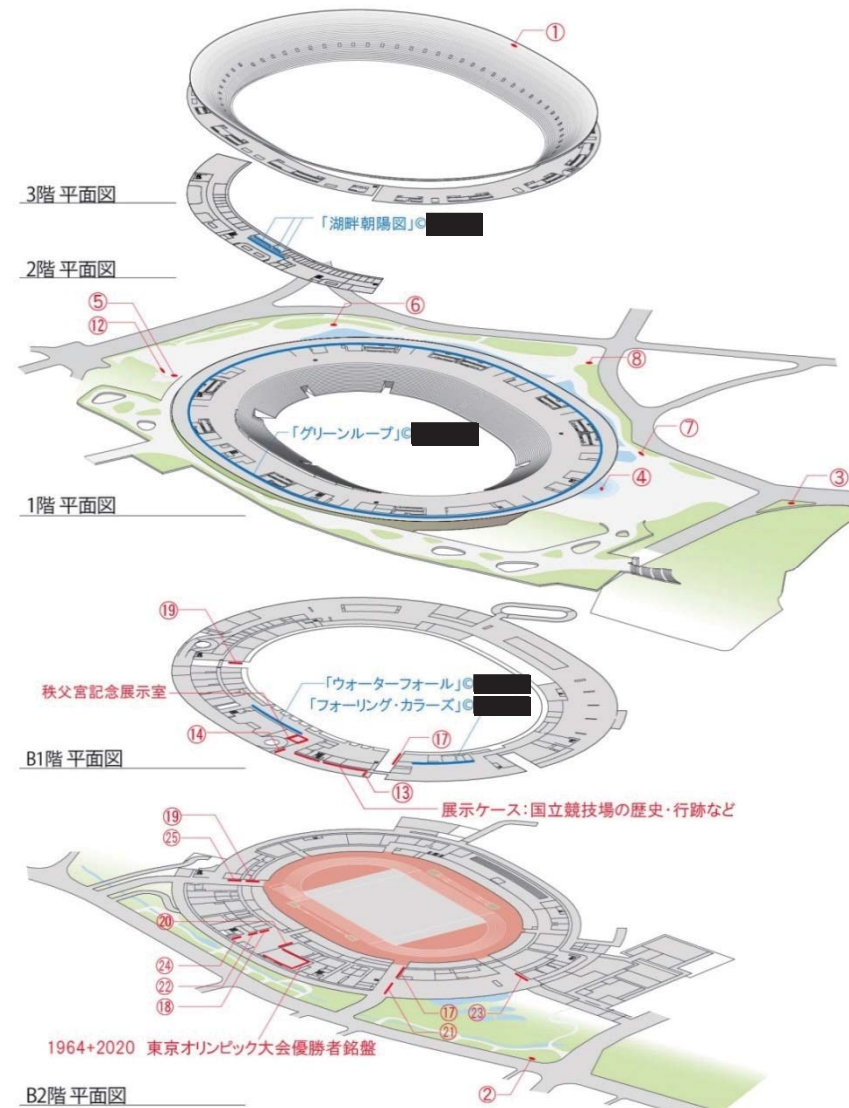 ①
3階 平面図
「湖畔朝陽図」©
2階 平面図
⑤
⑥
⑫
⑧
「グリーンループ」©
⑦
④
③
1階 平面図
⑲
「ウォーターフォール」©
秩父宮記念展示室
「フォーリング・カラーズ」©
⑭
⑰
B1階 平面図
⑬
展示ケース:国立競技場の歴史・行跡など
⑲
㉕
⑳
㉔
㉒
⑱
⑰
㉓
㉑
1964+2020 東京オリンピック大会優勝者銘盤
②
B2階 平面図